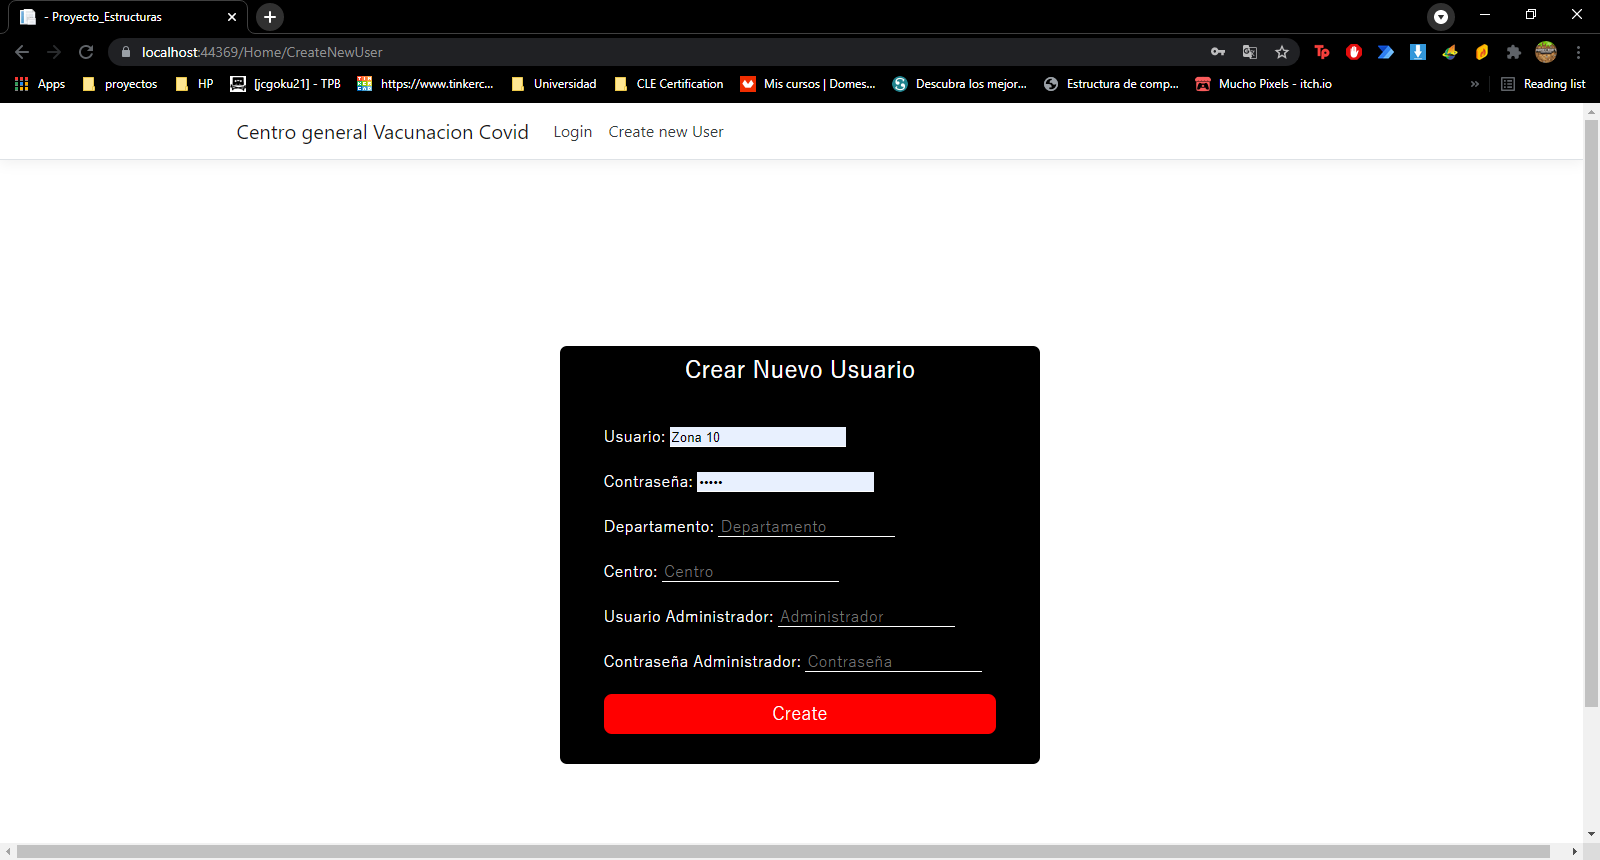 - Proyecto_Estructuras
localhost:44369/Home/CreateNewUser
Apps proyectos HP [jcgoku21] - TPB https://www.tinkerc... Universidad CLE Certification Mis cursos | Domes... Descubra los mejor... Estructura de comp... Mucho Pixels - itch.io » Reading list
Centro general Vacunacion Covid Login Create new User
Crear Nuevo Usuario
Usuario: Zona 10
Contraseña: •••••
Departamento: Departamento
Centro: Centro
Usuario Administrador: Administrador
Contraseña Administrador: Contraseña
Create